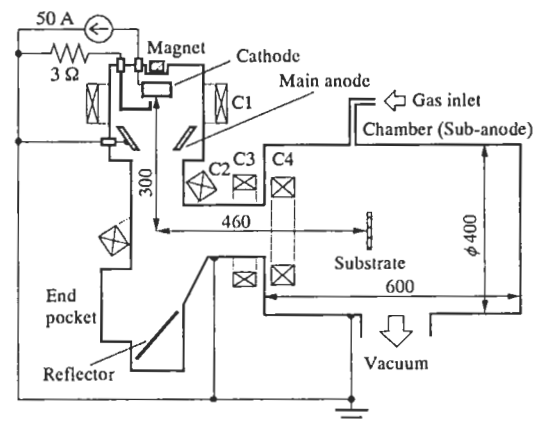 50 A
3 Ω
Magnet
Cathode
Main anode
C1
Gas inlet
Chamber (Sub-anode)
C2
C3
C4
300
460
Substrate
600
ϕ400
End
pocket
Reflector
Vacuum